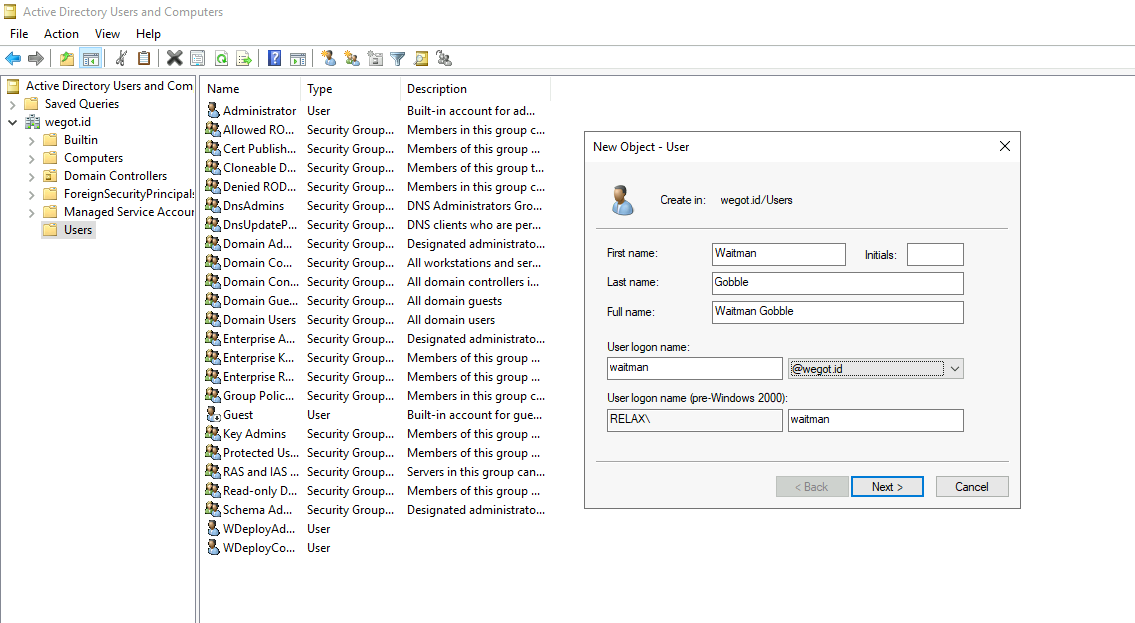 Active Directory Users and Computers
File Action View Help
Active Directory Users and Com
Saved Queries
wegot.id
Builtin
Computers
Domain Controllers
ForeignSecurityPrincipals
Managed Service Accour
Users
Name Type Description
Administrator User Built-in account for ad...
Allowed RO... Security Group... Members in this group c...
Cert Publish... Security Group... Members of this group ...
Cloneable D... Security Group... Members of this group t...
Denied ROD... Security Group... Members in this group c...
DnsAdmins Security Group... DNS Administrators Gro...
DnsUpdateP... Security Group... DNS clients who are per...
Domain Ad... Security Group... Designated administrato...
Domain Co... Security Group... All workstations and ser...
Domain Con... Security Group... All domain controllers i...
Domain Gue... Security Group... All domain guests
Domain Users Security Group... All domain users
Enterprise A... Security Group... Designated administrato...
Enterprise K... Security Group... Members of this group ...
Enterprise R... Security Group... Members of this group ...
Group Polic... Security Group... Members in this group c...
Guest User Built-in account for gue...
Key Admins Security Group... Members of this group ...
Protected Us... Security Group... Members of this group ...
RAS and IAS ... Security Group... Servers in this group can...
Read-only D... Security Group... Members of this group ...
Schema Ad... Security Group... Designated administrato...
WDeployAd... User
WDeployCo... User
New Object - User
Create in: wegot.id/Users
First name: Waitman Initials:
Last name: Gobble
Full name: Waitman Gobble
User logon name:
waitman @wegot.id
User logon name (pre-Windows 2000):
RELAX\ waitman
< Back Next > Cancel